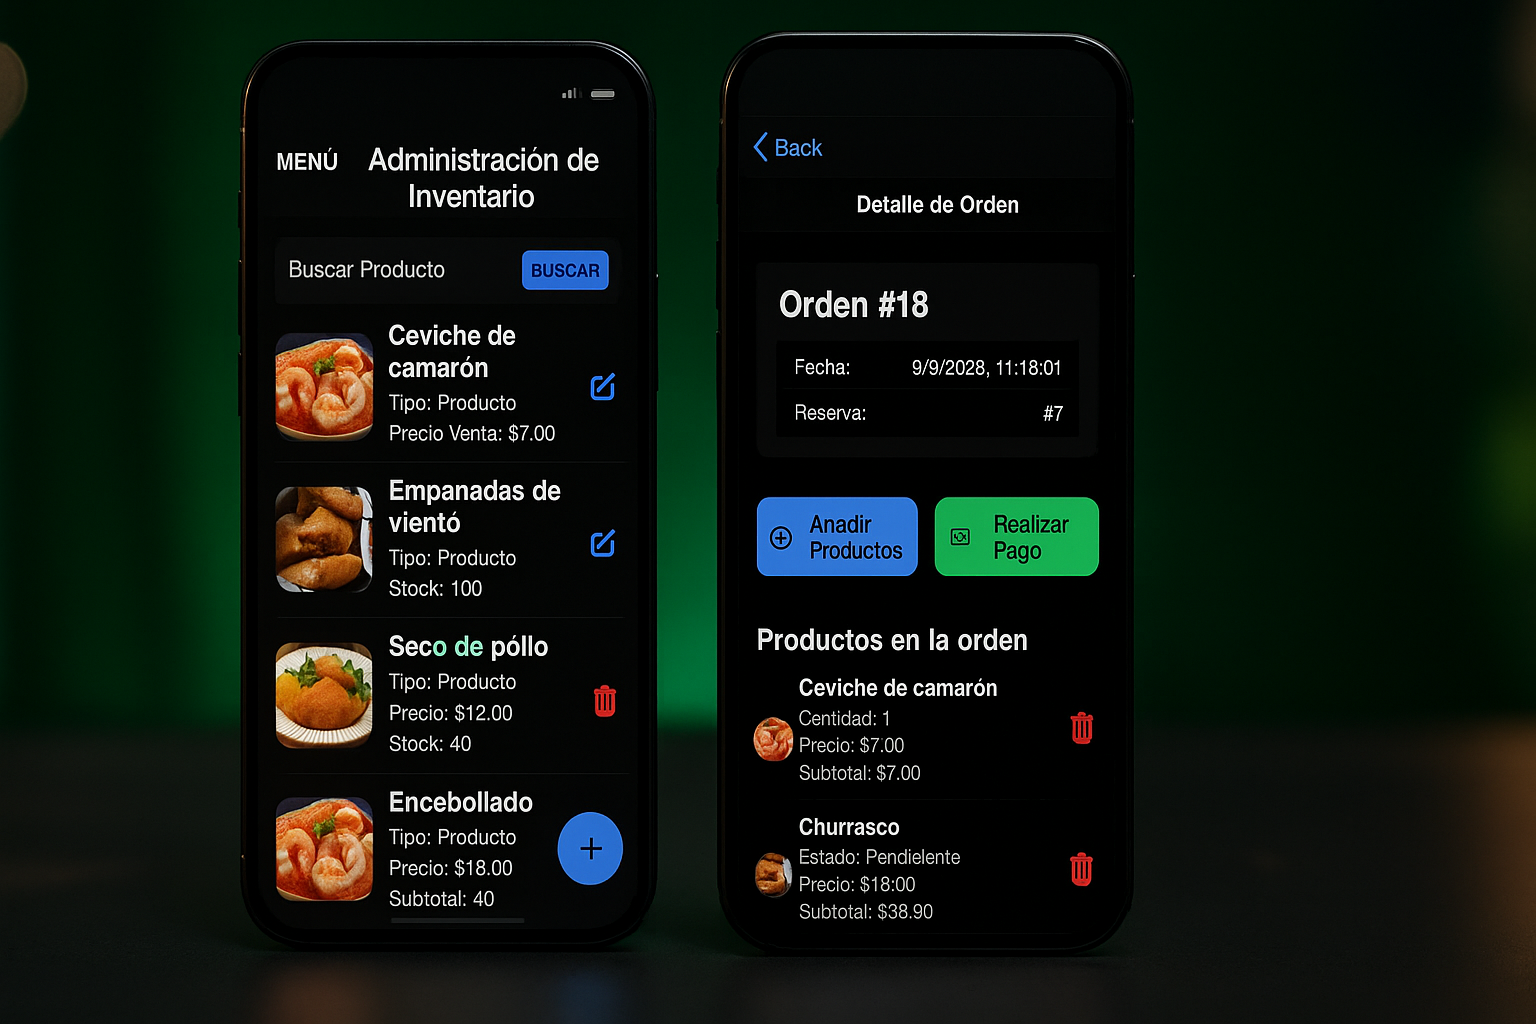 MENÚ
Administración de
Inventario
Buscar Producto
BUSCAR
Ceviche de
camarón
Tipo: Producto
Precio Venta: $7.00
Empanadas de
vientó
Tipo: Producto
Stock: 100
Seco de póllo
Tipo: Producto
Precio: $12.00
Stock: 40
Encebollado
Tipo: Producto
Precio: $18.00
Subtotal: 40
+
Back
Detalle de Orden
Orden #18
Fecha: 9/9/2028, 11:18:01
Reserva: #7
Anadir
Productos
Realizar
Pago
Productos en la orden
Ceviche de camarón
Centidad: 1
Precio: $7.00
Subtotal: $7.00
Churrasco
Estado: Pendielente
Precio: $18:00
Subtotal: $38.90